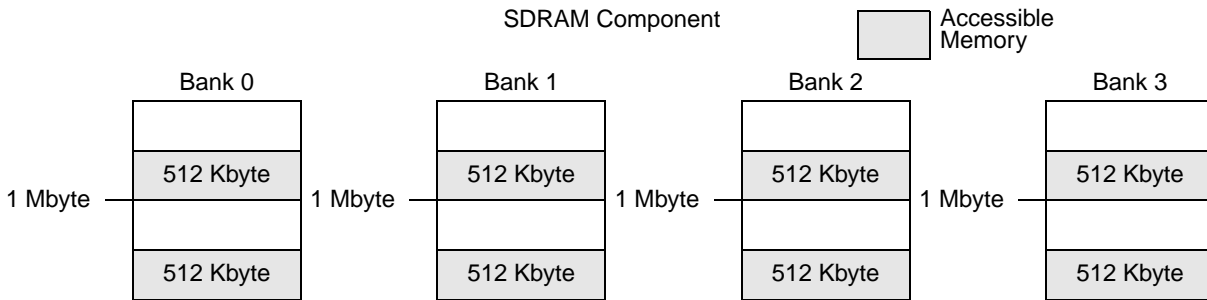 SDRAM Component
Accessible
Memory
Bank 0
Bank 1
Bank 2
Bank 3
512 Kbyte
512 Kbyte
512 Kbyte
512 Kbyte
1 Mbyte
1 Mbyte
1 Mbyte
1 Mbyte
512 Kbyte
512 Kbyte
512 Kbyte
512 Kbyte